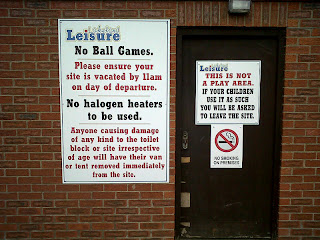 Leisure
No Ball Games.
Please ensure your
site is vacated by 11am
on day of departure.
No halogen heaters
to be used.
Anyone causing damage
of any kind to the toilet
block or site irrespective
of age will have their van
or tent removed immediately
from the site.
Leisure
THIS IS NOT
A PLAY AREA.
IF YOUR CHILDREN
USE IT AS SUCH
YOU WILL BE ASKED
TO LEAVE THE SITE.
NO SMOKING
ON PREMISES